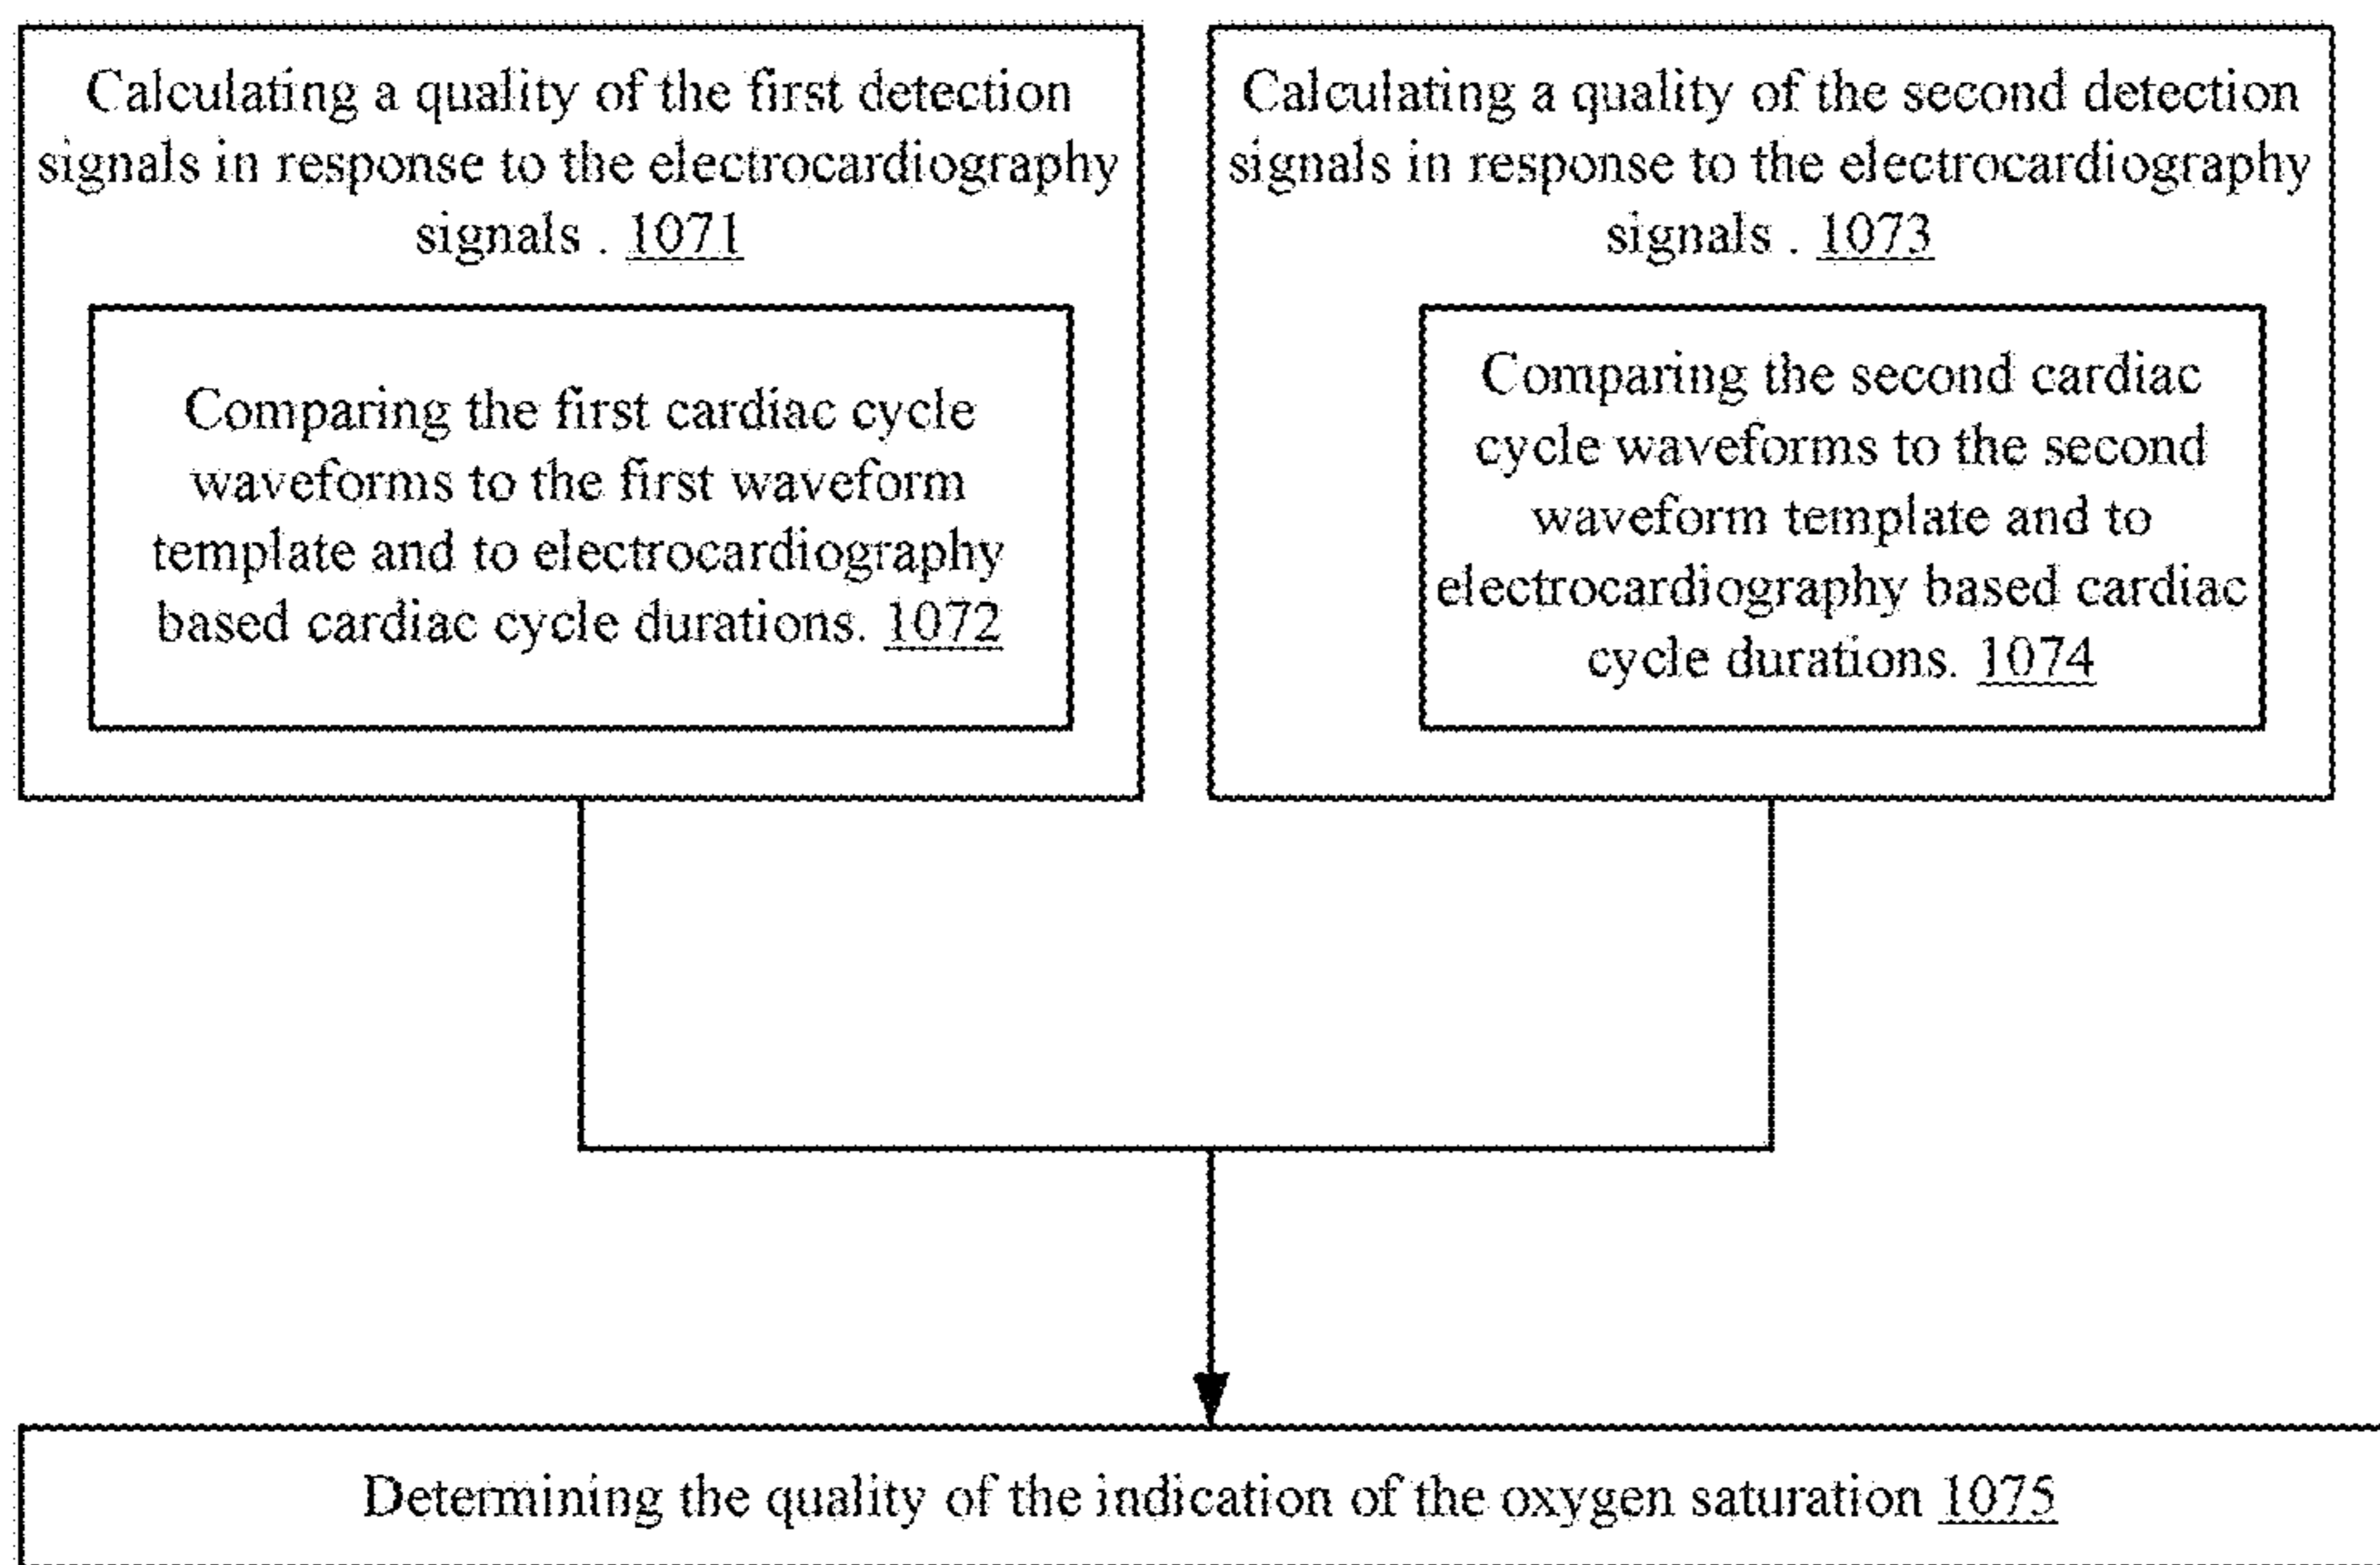 Calculating a quality of the first detection
signals in response to the electrocardiography
signals . 1071
Comparing the first cardiac cycle
waveforms to the first waveform
template and to electrocardiography
based cardiac cycle durations. 1072
Calculating a quality of the second detection
signals in response to the electrocardiography
signals . 1073
Comparing the second cardiac
cycle waveforms to the second
waveform template and to
electrocardiography based cardiac
cycle durations. 1074
Determining the quality of the indication of the oxygen saturation 1075